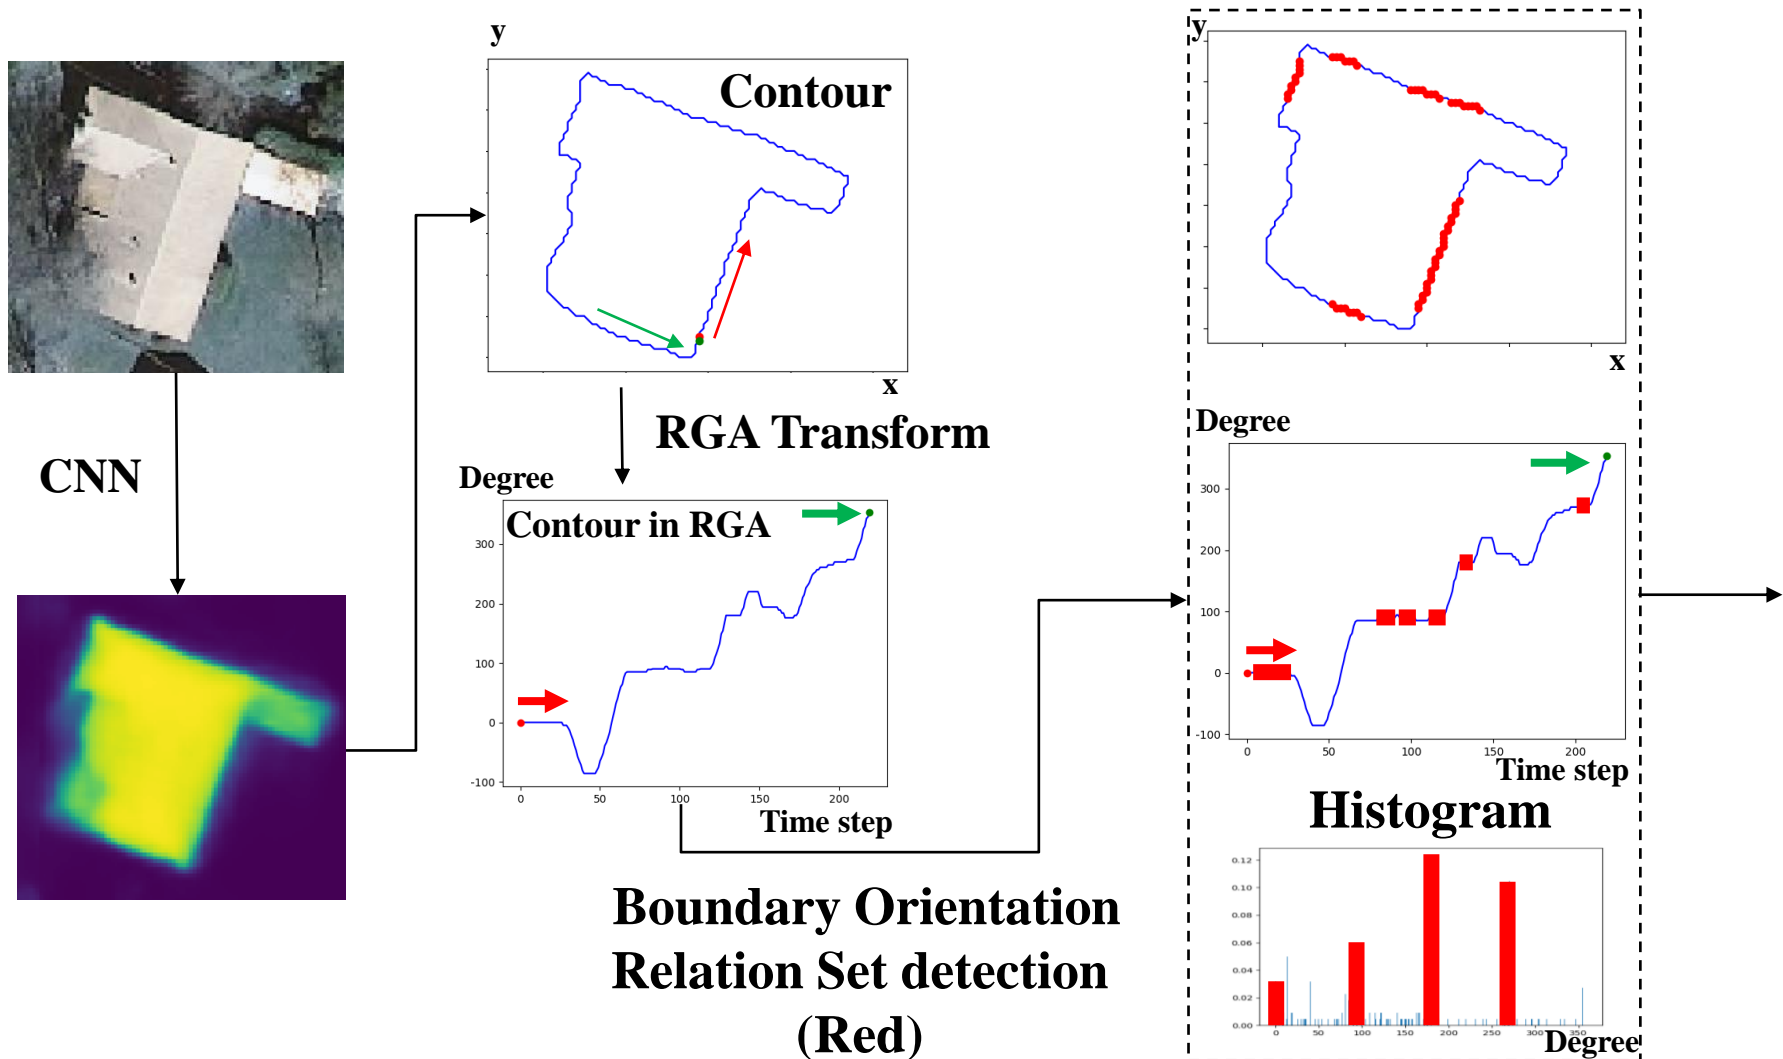 y
Contour
x
CNN
RGA Transform
Degree
Contour in RGA
300
200
100
0
-100
0
50
100
150
200
Time step
Boundary Orientation
Relation Set detection
(Red)
y
x
Degree
300
200
100
0
-100
0
50
100
150
200
Time step
Histogram
0.12
0.10
0.08
0.06
0.04
0.02
0.00
0
50
100
150
200
250
300
350
Degree